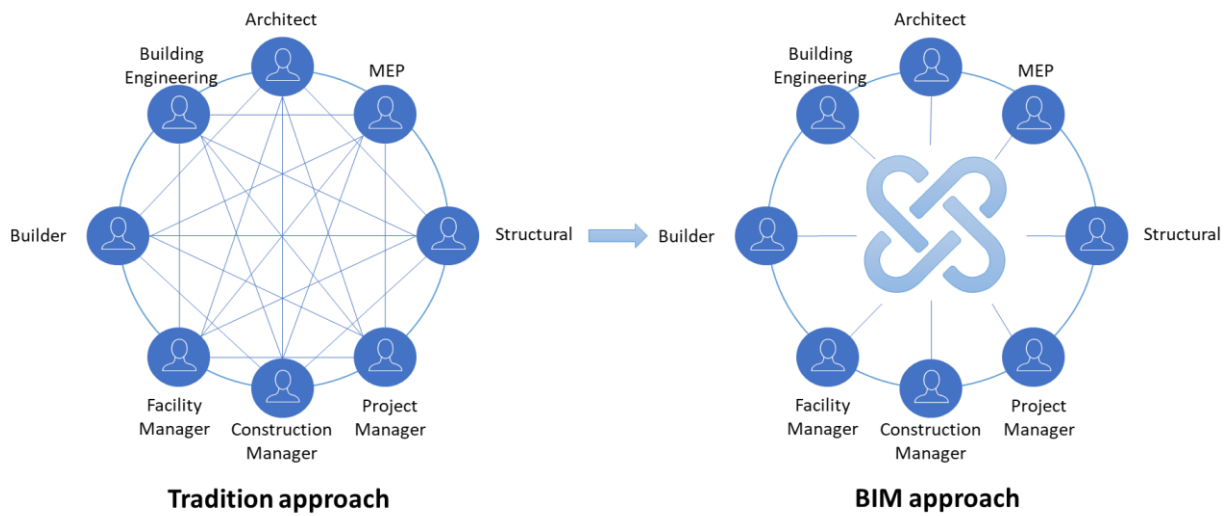 Architect
Building
Engineering
MEP
Builder
Structural
Facility
Manager
Construction
Manager
Project
Manager
Tradition approach
Architect
Building
Engineering
MEP
Builder
Structural
Facility
Manager
Construction
Manager
Project
Manager
BIM approach